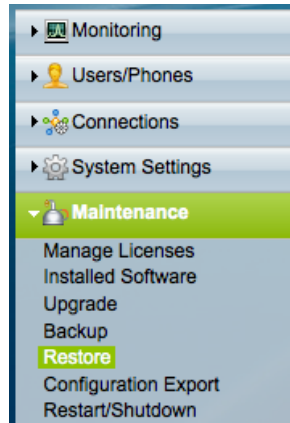 Monitoring
Users/Phones
Connections
System Settings
Maintenance
Manage Licenses
Installed Software
Upgrade
Backup
Restore
Configuration Export
Restart/Shutdown